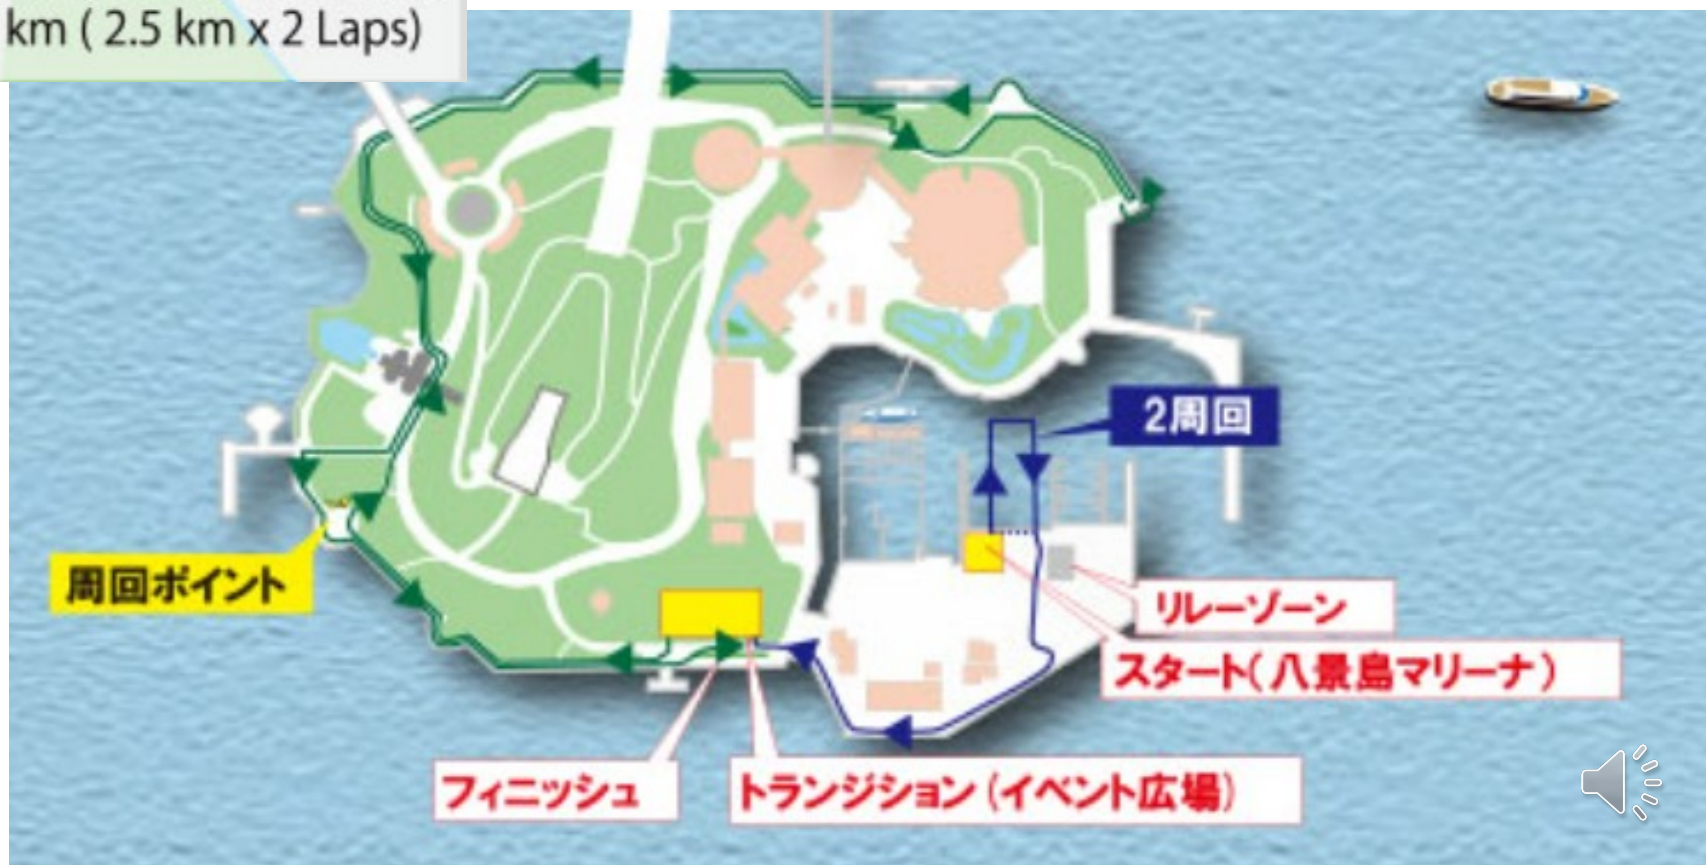 km ( 2.5 km x 2 Laps)
2周回
周回ポイント
リレーゾーン
スタート(八景島マリーナ)
フィニッシュ
トランジション(イベント広場)